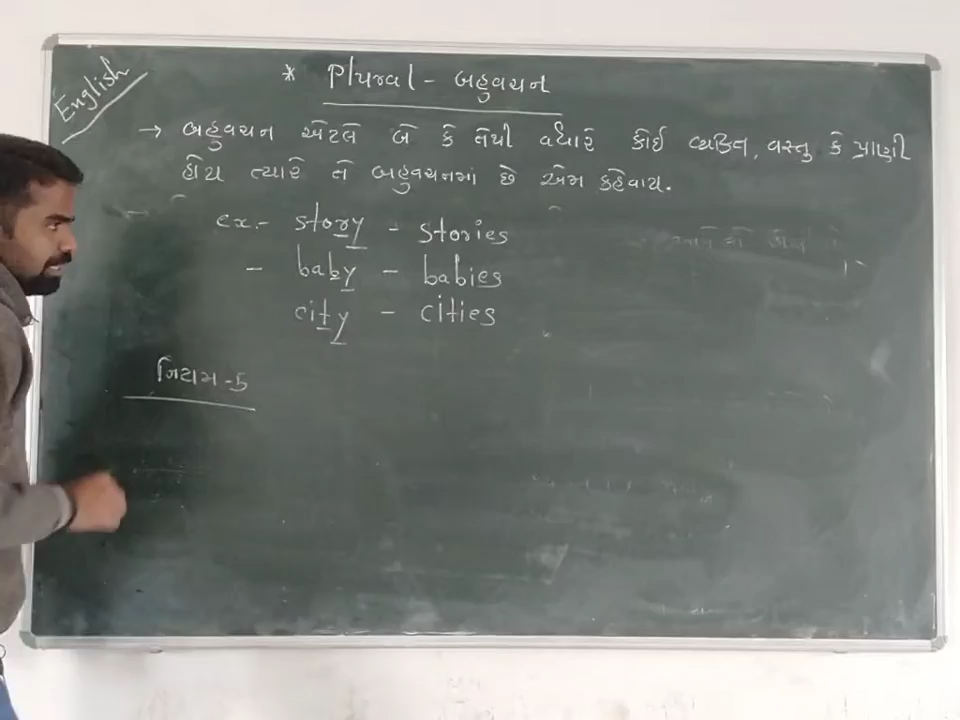 English
* Plural - બહુવચન
→ બહુવચન એટલે બે કે તેથી વધારે કોઈ વ્યકિત, વસ્તુ કે પ્રાણી
હોય ત્યારે તે બહુવચનમાં છે એમ કહેવાય.
ex.- story - stories
- baby - babies
city - cities
નિયમ-5